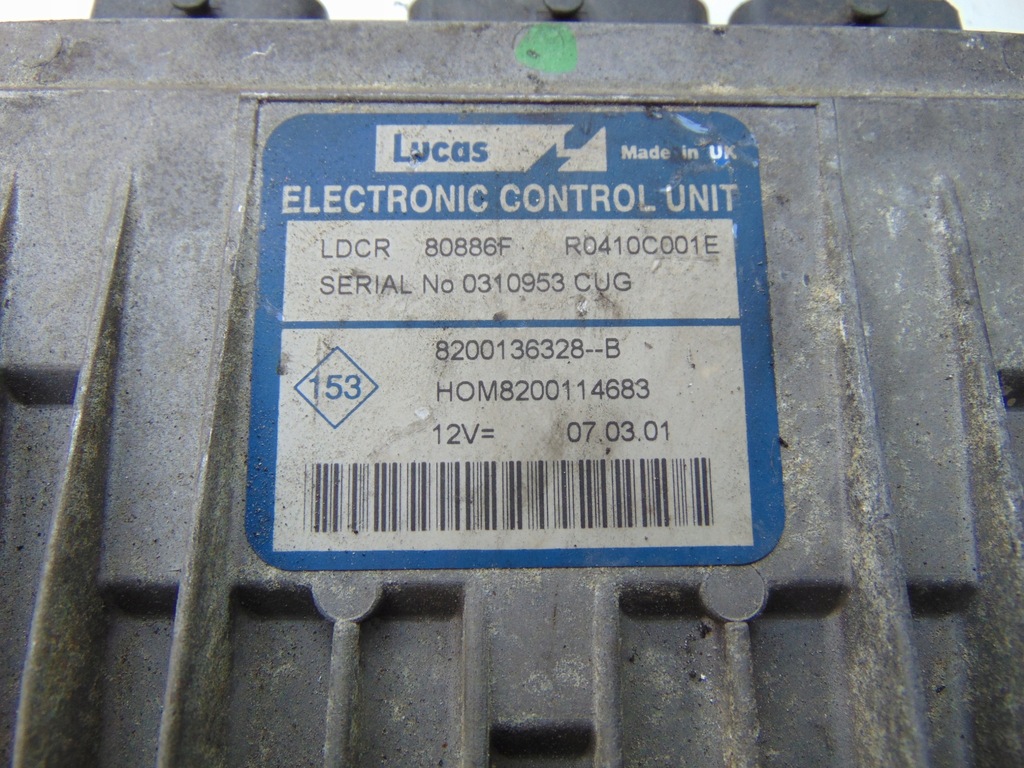 Lucas Made in UK
ELECTRONIC CONTROL UNIT
LDCR 80886F R0410C001E
SERIAL No 0310953 CUG
8200136328--B
153 HOM8200114683
12V= 07.03.01